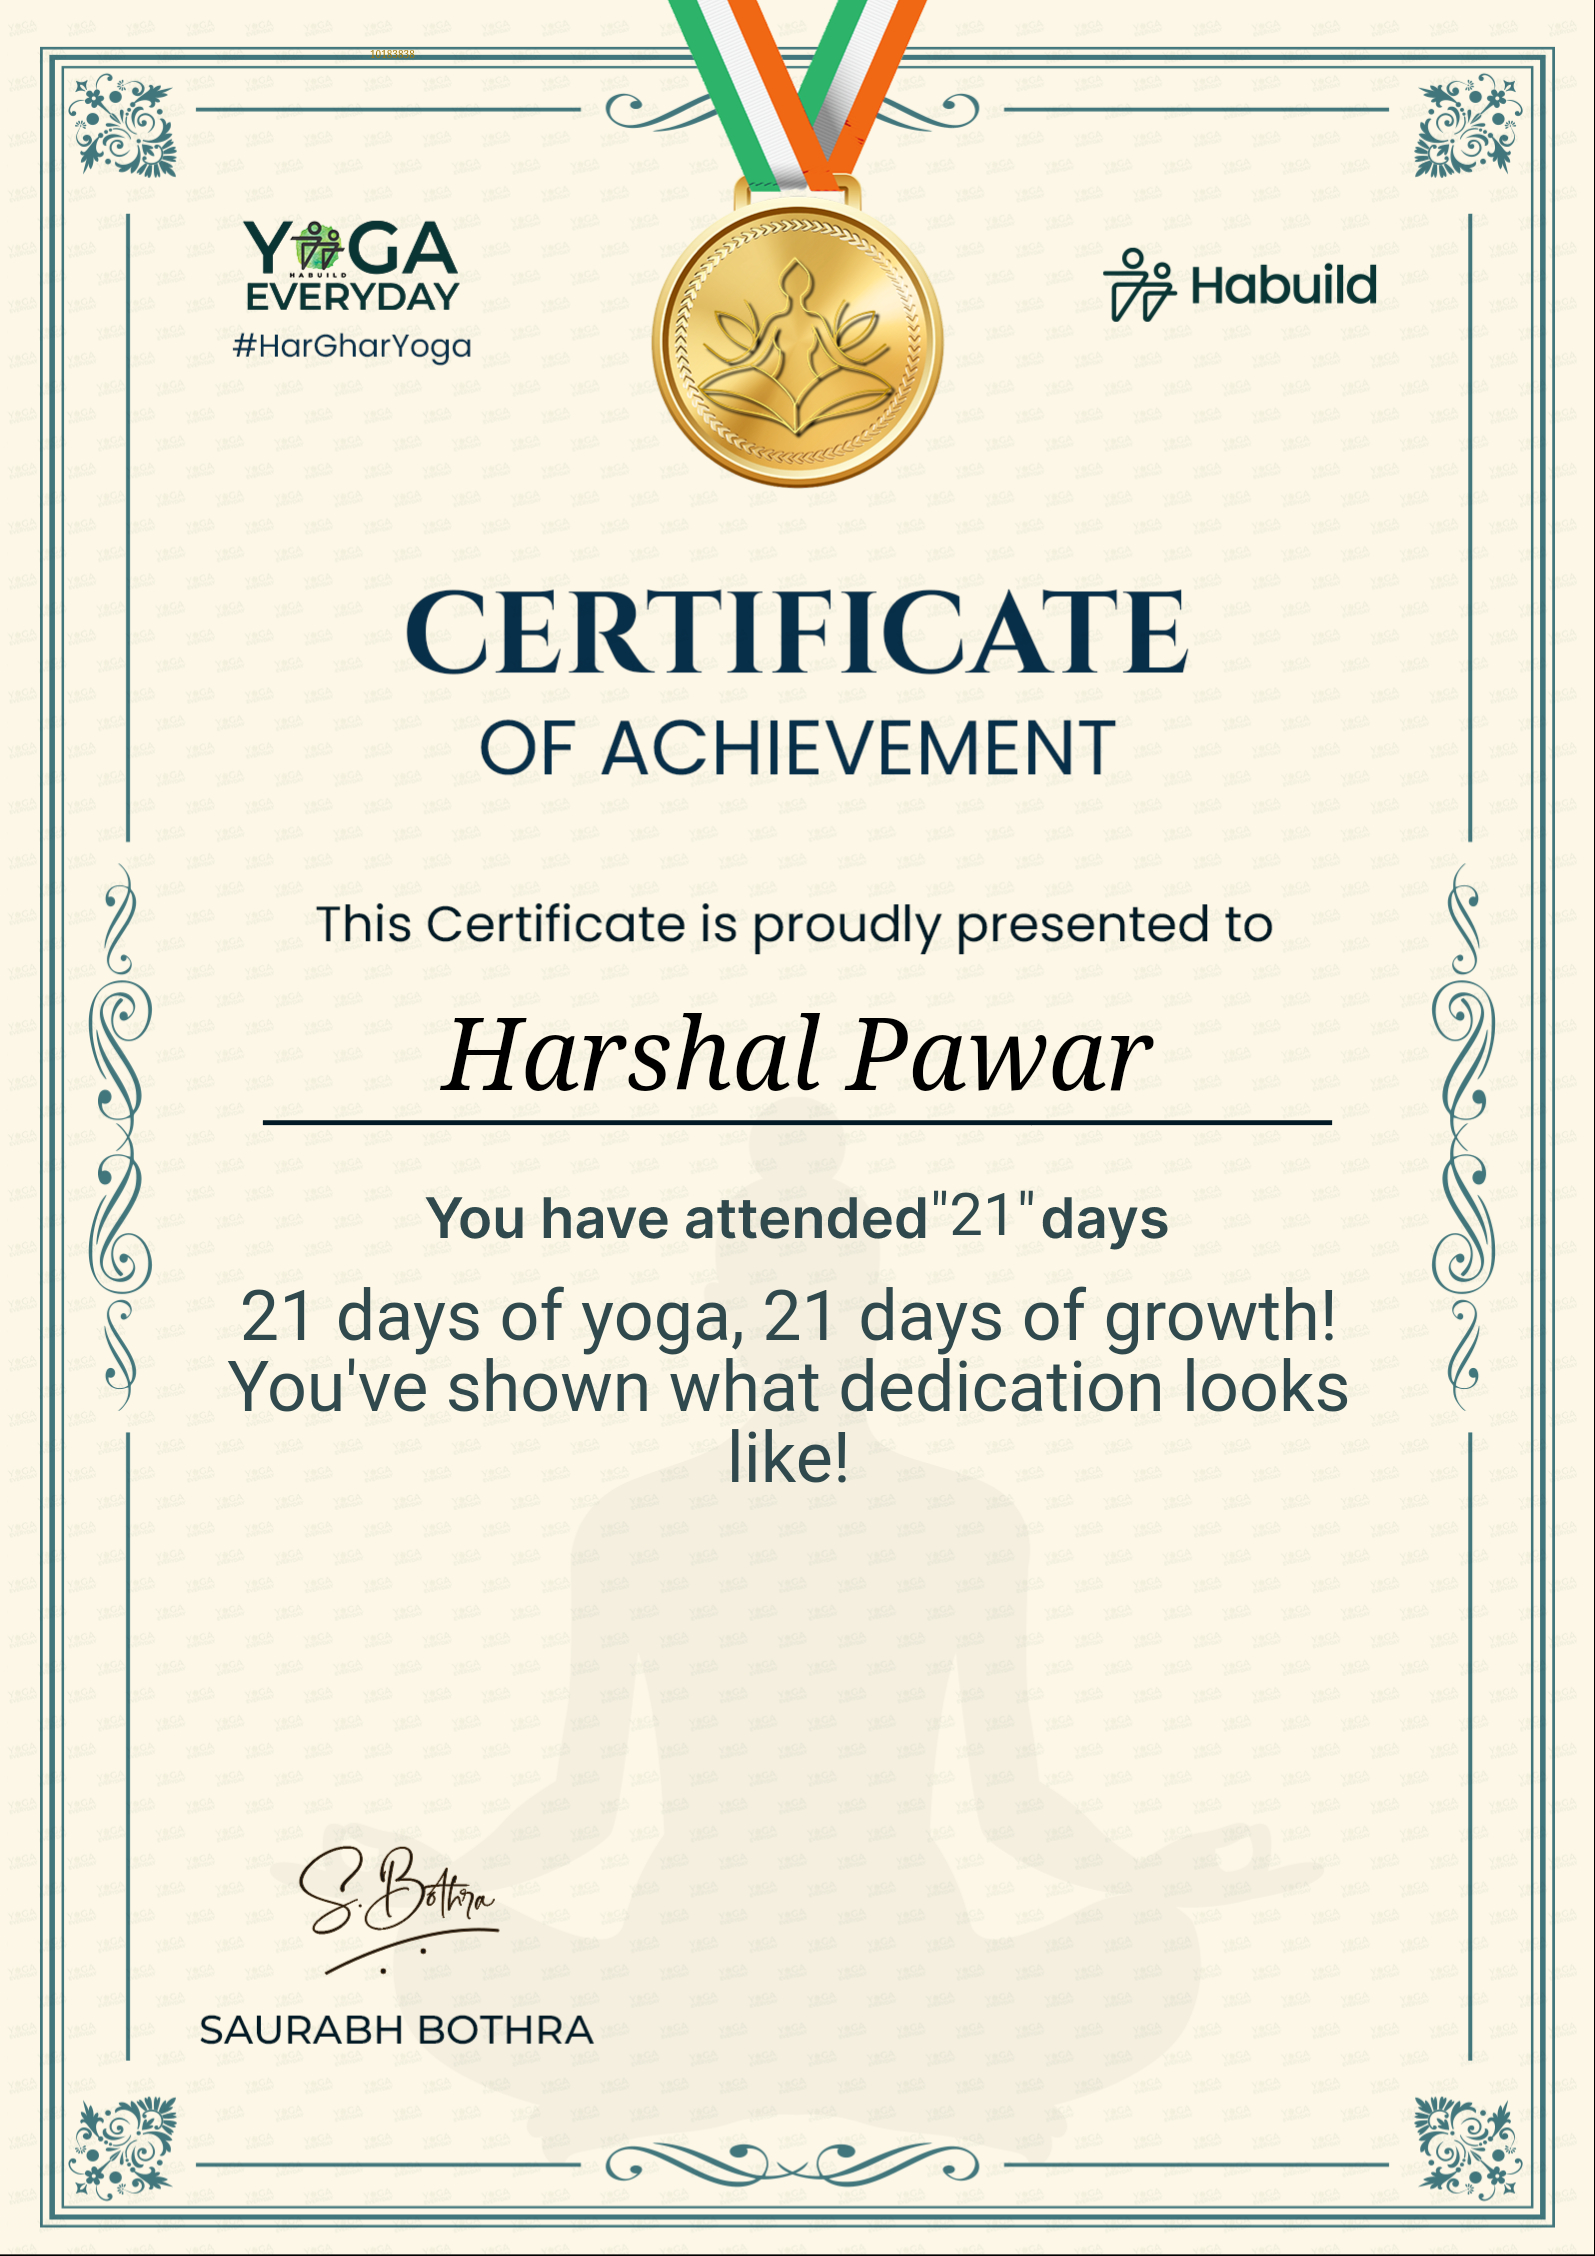 10183838
YOGA
HABUILD
EVERYDAY
#HarGharYoga
Habuild
CERTIFICATE
OF ACHIEVEMENT
This Certificate is proudly presented to
Harshal Pawar
You have attended"21"days
21 days of yoga, 21 days of growth!
You've shown what dedication looks
like!
S. Bothra
SAURABH BOTHRA